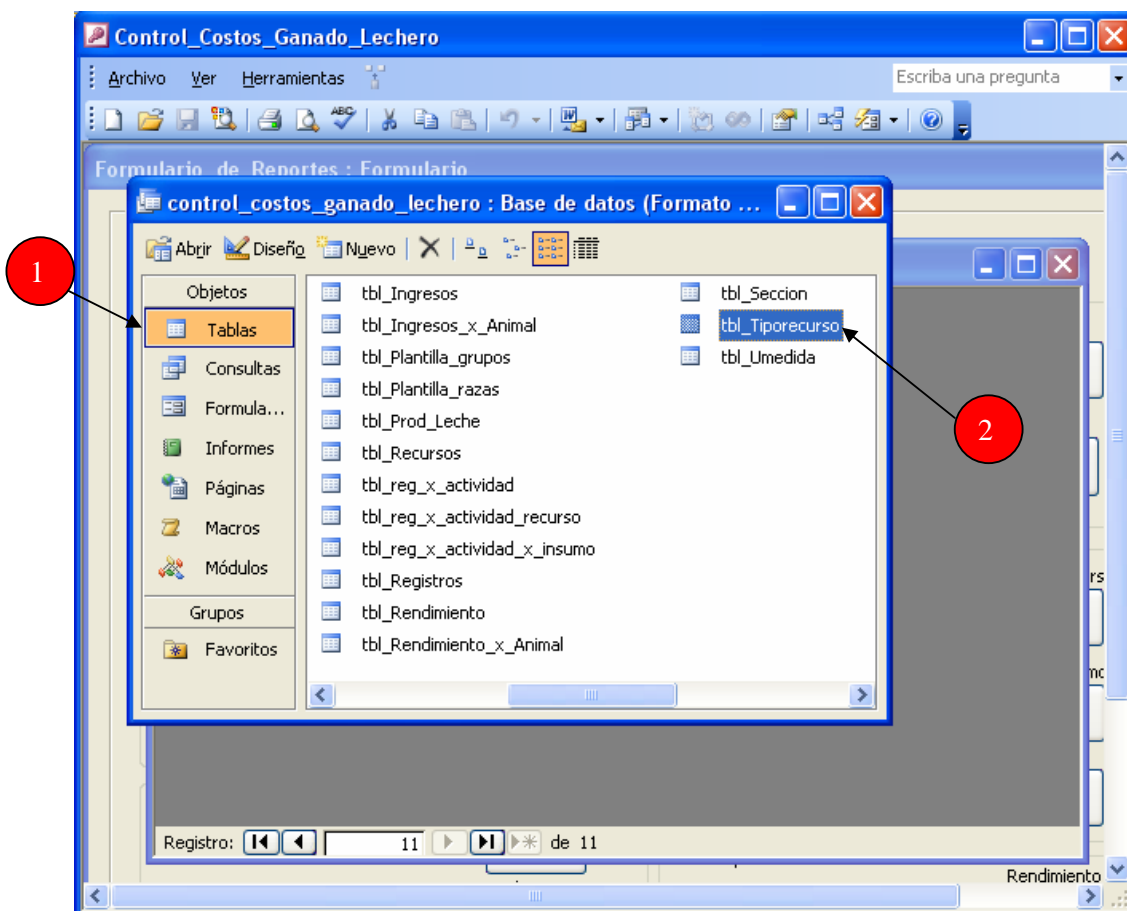 Control_Costos_Ganado_Lechero
Archivo Ver Herramientas
Escriba una pregunta
Formulario de Reportes : Formulario
control_costos_ganado_lechero : Base de datos (Formato ...
Abrir Diseño Nuevo
1
Objetos
Tablas
Consultas
Formula...
Informes
Páginas
Macros
Módulos
Grupos
Favoritos
tbl_Ingresos
tbl_Ingresos_x_Animal
tbl_Plantilla_grupos
tbl_Plantilla_razas
tbl_Prod_Leche
tbl_Recursos
tbl_reg_x_actividad
tbl_reg_x_actividad_recurso
tbl_reg_x_actividad_x_insumo
tbl_Registros
tbl_Rendimiento
tbl_Rendimiento_x_Animal
tbl_Seccion
tbl_Tiporecurso
tbl_Umedida
2
Registro: 11 de 11
Rendimiento